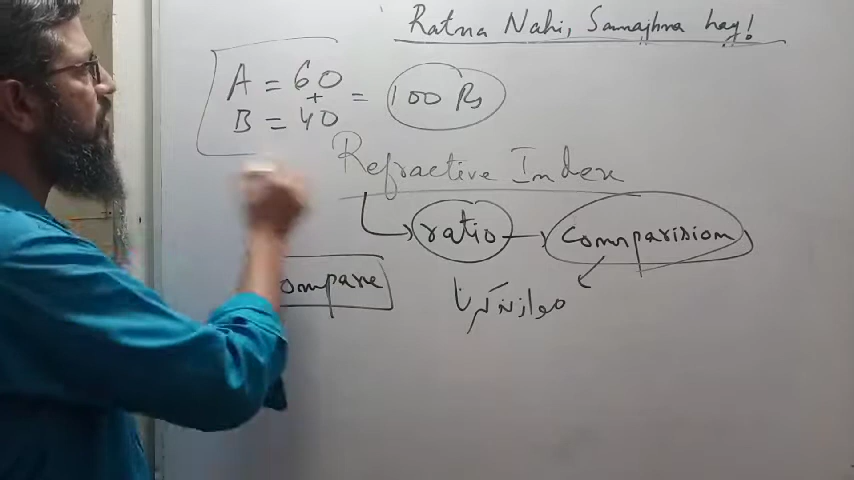 Ratna Nahi, Samajhna hay!
A = 60
+ = 100 Rs
B = 40
Refractive Index
ratio → Comparision
ompare
موازنہ کرنا